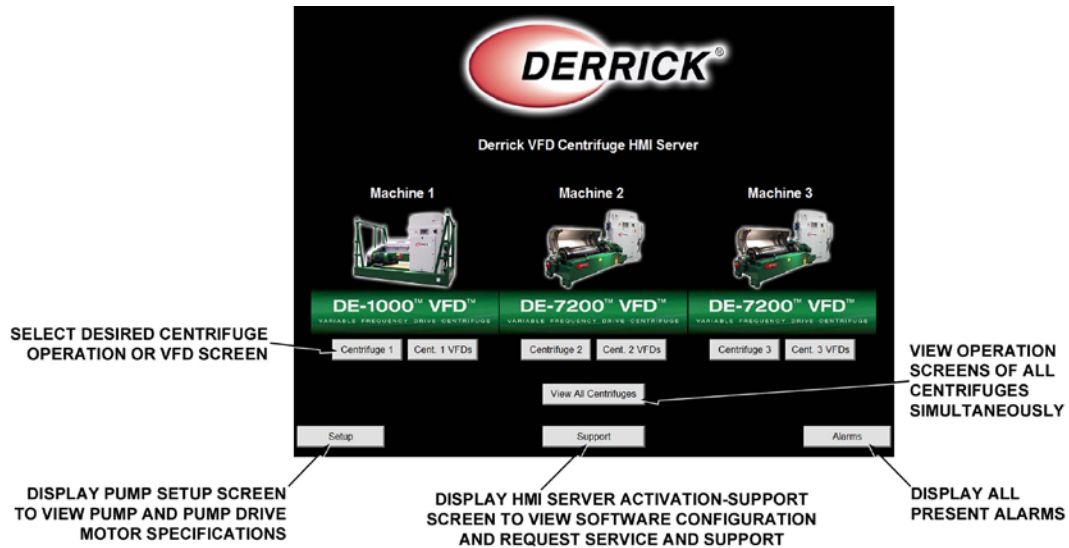 DERRICK®
Derrick VFD Centrifuge HMI Server
Machine 1
Machine 2
Machine 3
DERRICK
DERRICK
DE-1000™ VFD™
DE-7200™ VFD™
DE-7200™ VFD™
VARIABLE FREQUENCY DRIVE CENTRIFUGE
VARIABLE FREQUENCY DRIVE CENTRIFUGE
VARIABLE FREQUENCY DRIVE CENTRIFUGE
SELECT DESIRED CENTRIFUGE
OPERATION OR VFD SCREEN
Centrifuge 1
Cent. 1 VFDs
Centrifuge 2
Cent. 2 VFDs
Centrifuge 3
Cent. 3 VFDs
VIEW OPERATION
SCREENS OF ALL
CENTRIFUGES
SIMULTANEOUSLY
View All Centrifuges
Setup
Support
Alarms
DISPLAY PUMP SETUP SCREEN
TO VIEW PUMP AND PUMP DRIVE
MOTOR SPECIFICATIONS
DISPLAY HMI SERVER ACTIVATION-SUPPORT
SCREEN TO VIEW SOFTWARE CONFIGURATION
AND REQUEST SERVICE AND SUPPORT
DISPLAY ALL
PRESENT ALARMS